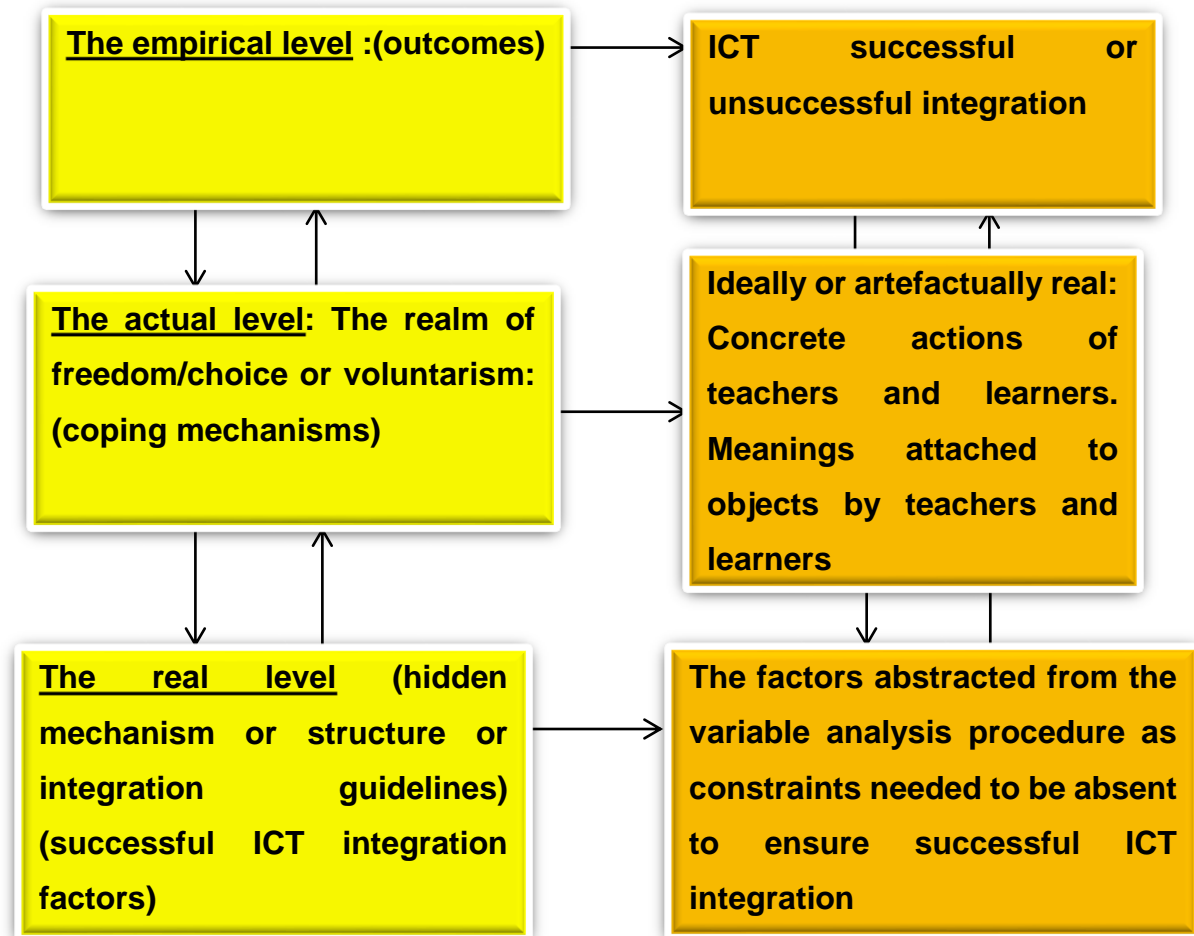 The empirical level :(outcomes)
ICT successful or
unsuccessful integration
The actual level: The realm of
freedom/choice or voluntarism:
(coping mechanisms)
Ideally or artefactually real:
Concrete actions of
teachers and learners.
Meanings attached to
objects by teachers and
learners
The real level (hidden
mechanism or structure or
integration guidelines)
(successful ICT integration
factors)
The factors abstracted from the
variable analysis procedure as
constraints needed to be absent
to ensure successful ICT
integration